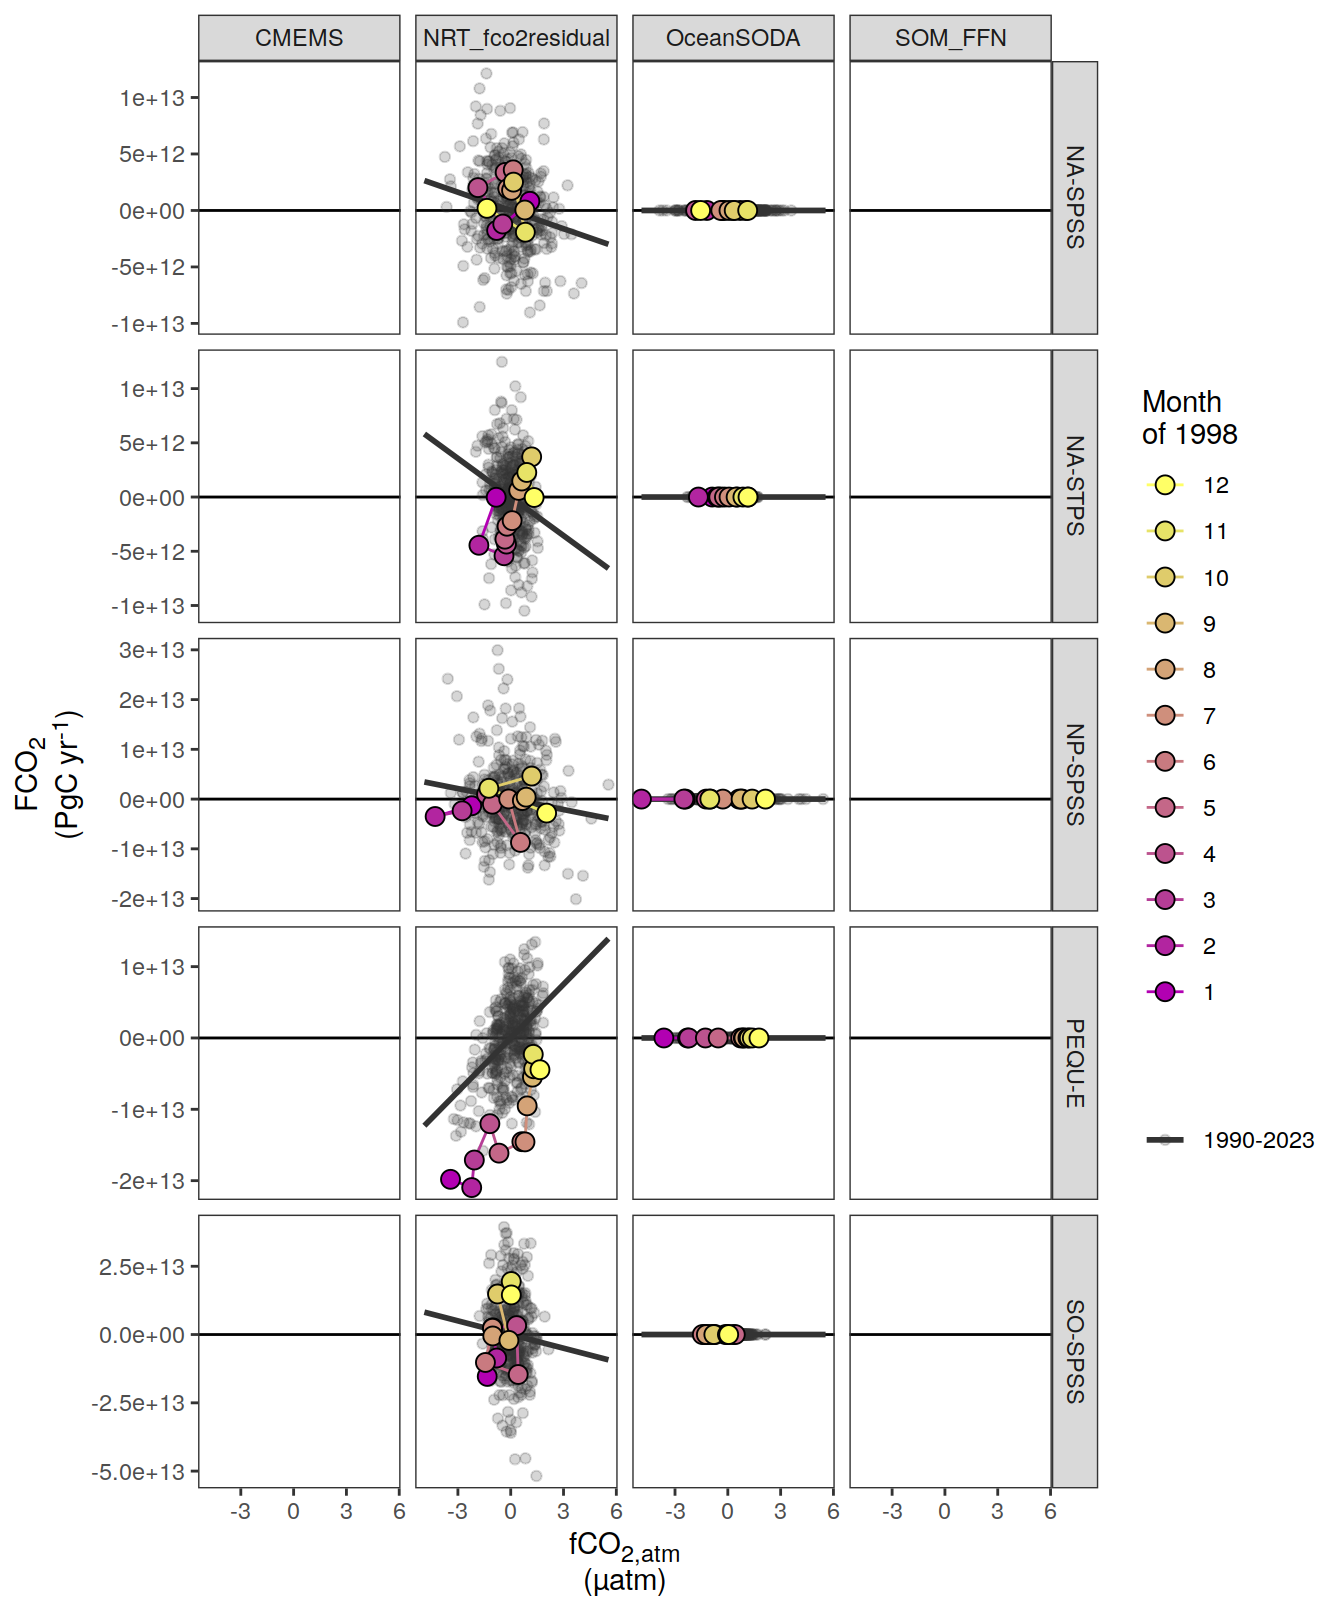 CMEMS NRT_fco2residual OceanSODA SOM_FFN
1e+13
5e+12
0e+00
-5e+12
-1e+13
NA-SPSS
1e+13
5e+12
0e+00
-5e+12
-1e+13
NA-STPS
3e+13
2e+13
1e+13
0e+00
-1e+13
-2e+13
NP-SPSS
1e+13
0e+00
-1e+13
-2e+13
PEQU-E
2.5e+13
0.0e+00
-2.5e+13
-5.0e+13
SO-SPSS
-3 0 3 6 -3 0 3 6 -3 0 3 6 -3 0 3 6
fCO2,atm
(µatm)
FCO2
(PgC yr-1)
Month
of 1998
12
11
10
9
8
7
6
5
4
3
2
1
1990-2023